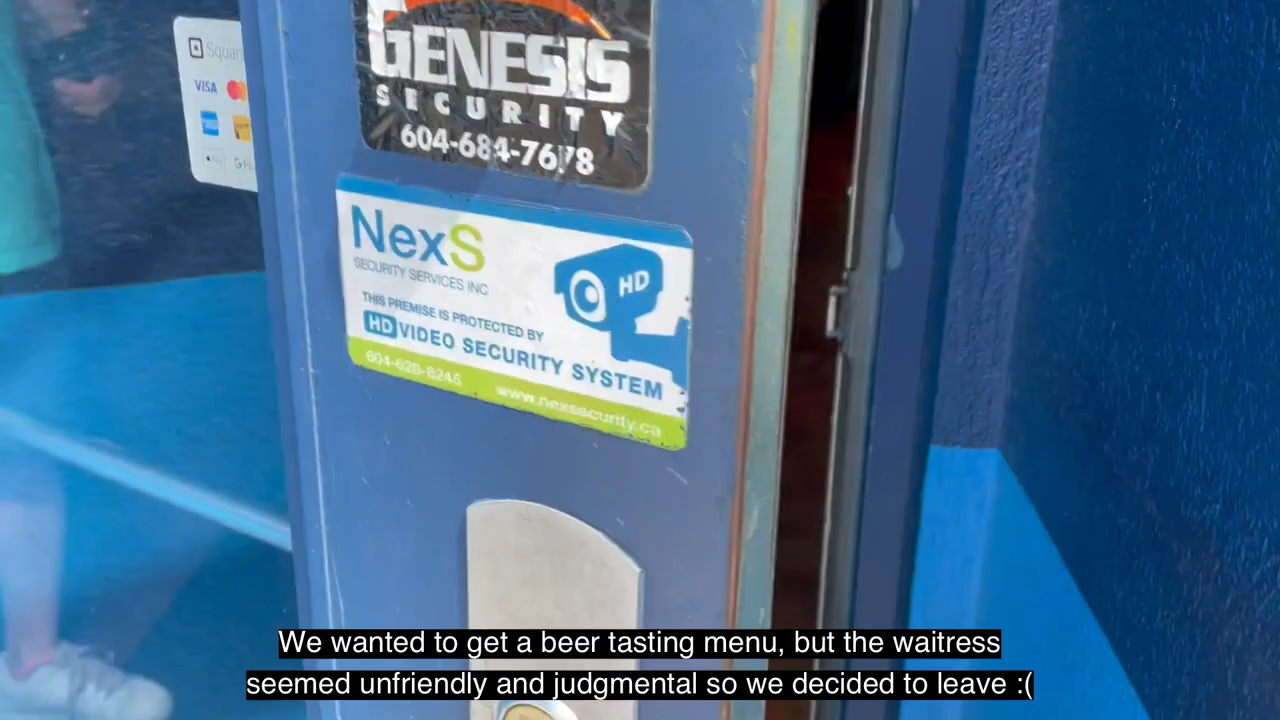 Square
VISA
GENESIS
SECURITY
604-684-7678
NexS
SECURITY SERVICES INC
HD
THIS PREMISE IS PROTECTED BY
HD VIDEO SECURITY SYSTEM
604-628-8245
www.nexsecurity.ca
We wanted to get a beer tasting menu, but the waitress
seemed unfriendly and judgmental so we decided to leave :(